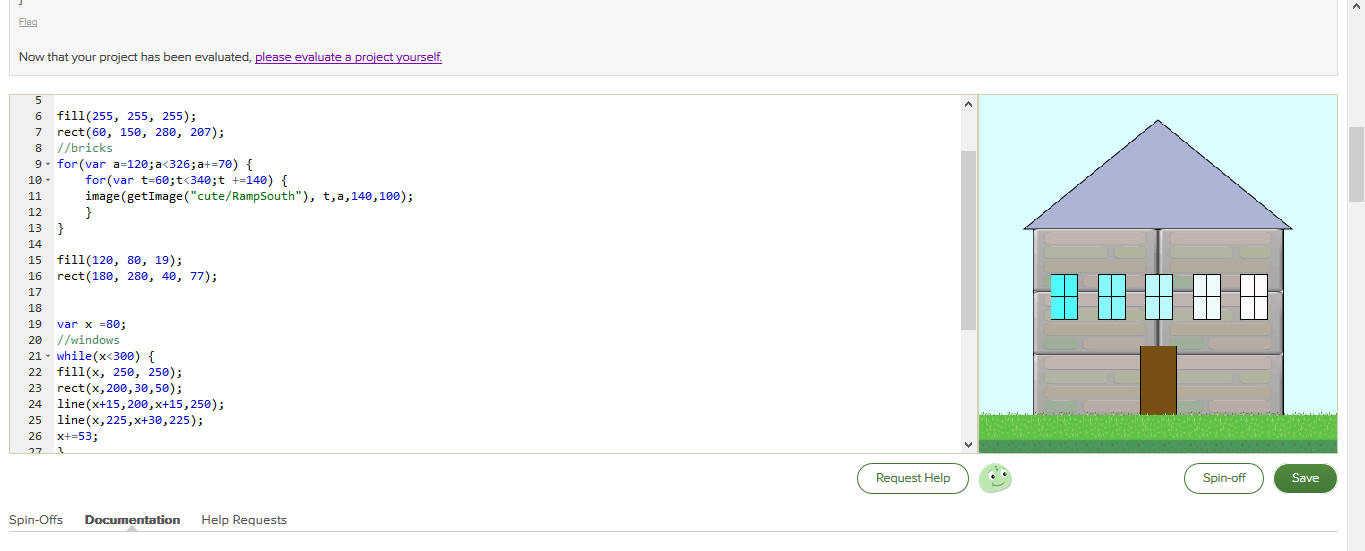 Flag
Now that your project has been evaluated, please evaluate a project yourself.
5
6 fill(255, 255, 255);
7 rect(60, 150, 280, 207);
8 //bricks
9 for(var a=120;a<326;a+=70) {
10 for(var t=60;t<340;t +=140) {
11 image(getImage("cute/RampSouth"), t,a,140,100);
12 }
13 }
14
15 fill(120, 80, 19);
16 rect(180, 280, 40, 77);
17
18
19 var x =80;
20 //windows
21 while(x<300) {
22 fill(x, 250, 250);
23 rect(x,200,30,50);
24 line(x+15,200,x+15,250);
25 line(x,225,x+30,225);
26 x+=53;
27 }
Request Help
Spin-off
Save
Spin-Offs Documentation Help Requests